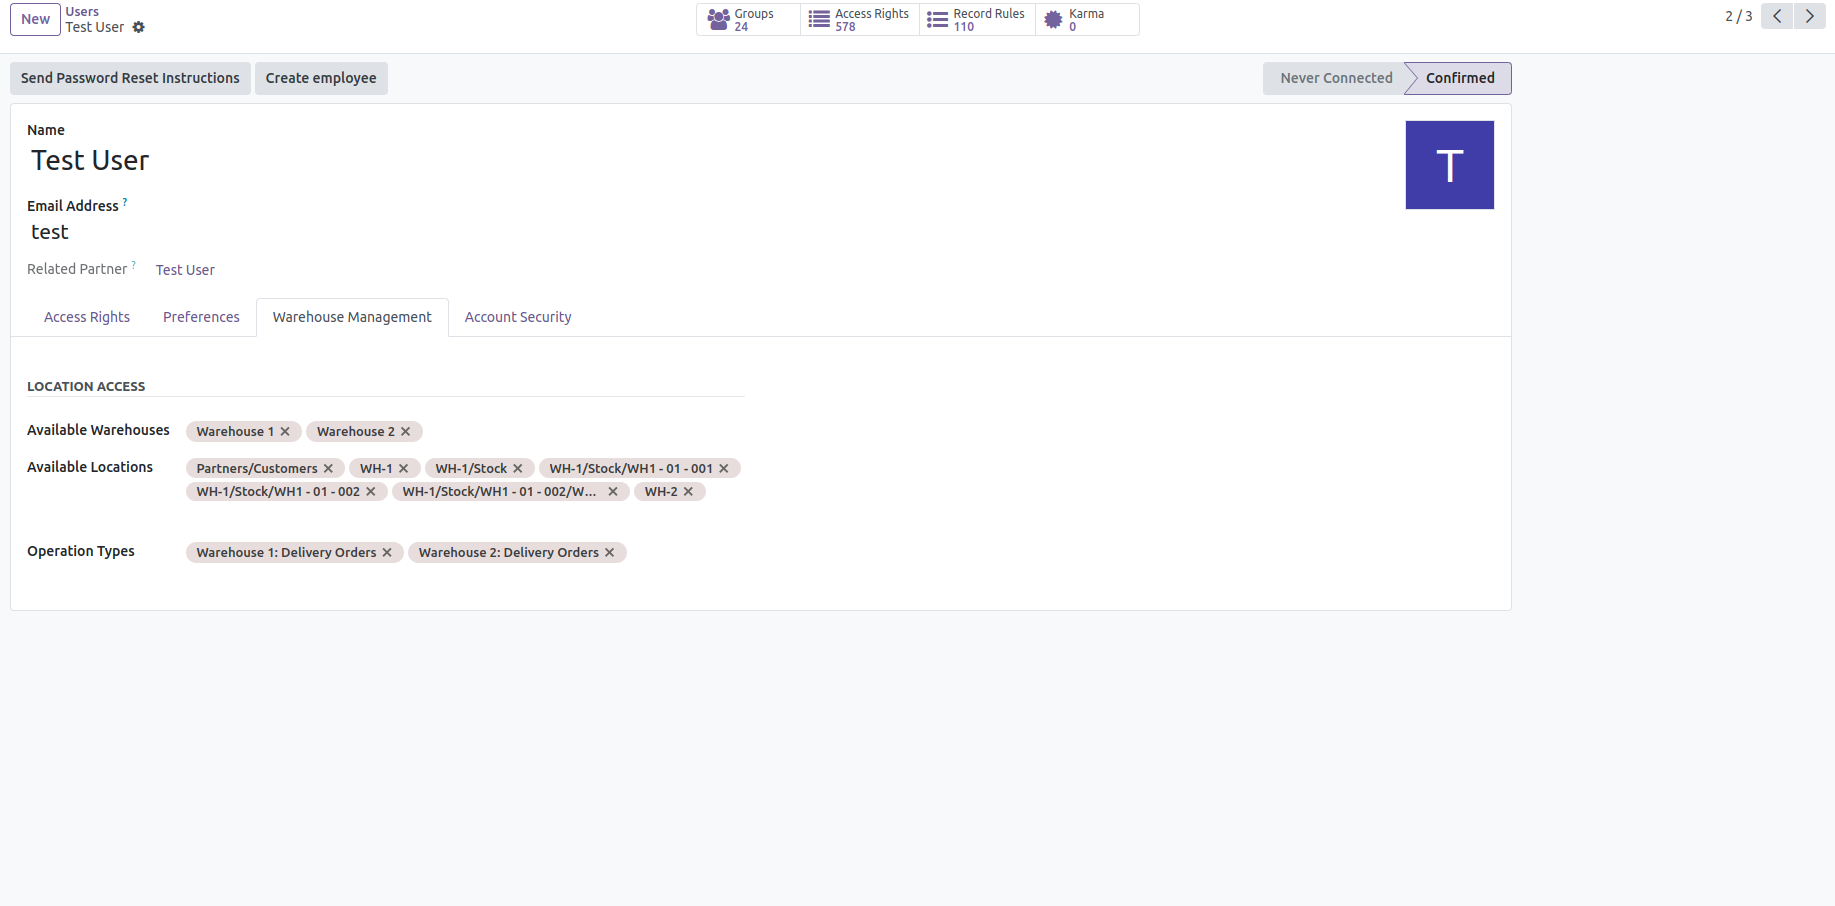 New
Users
Test User
Groups
24
Access Rights
578
Record Rules
110
Karma
0
2 / 3
Send Password Reset Instructions
Create employee
Never Connected
Confirmed
Name
Test User
T
Email Address ?
test
Related Partner ? Test User
Access Rights
Preferences
Warehouse Management
Account Security
LOCATION ACCESS
Available Warehouses Warehouse 1 ✕ Warehouse 2 ✕
Available Locations Partners/Customers ✕ WH-1 ✕ WH-1/Stock ✕ WH-1/Stock/WH1 - 01 - 001 ✕
WH-1/Stock/WH1 - 01 - 002 ✕ WH-1/Stock/WH1 - 01 - 002/W... ✕ WH-2 ✕
Operation Types Warehouse 1: Delivery Orders ✕ Warehouse 2: Delivery Orders ✕